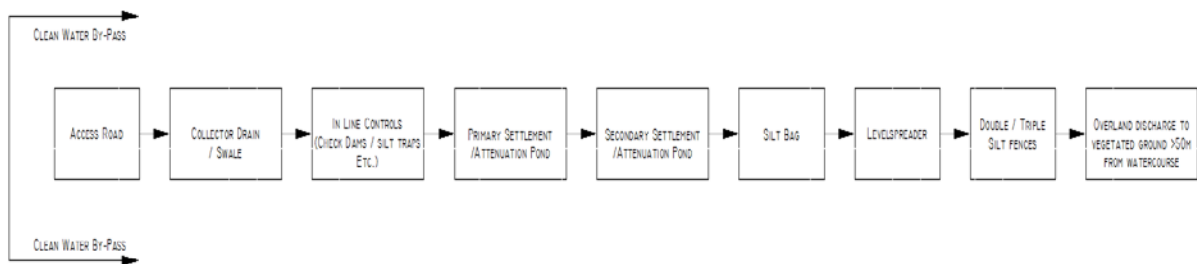 CLEAN WATER BY-PASS
ACCESS ROAD
COLLECTOR DRAIN
/ SWALE
IN LINE CONTROLS
(CHECK DAMS / SILT TRAPS
ETC.)
PRIMARY SETTLEMENT
/ATTENUATION POND
SECONDARY SETTLEMENT
/ATTENUATION POND
SILT BAG
LEVELSPREADER
DOUBLE / TRIPLE
SILT FENCES
OVERLAND DISCHARGE TO
VEGETATED GROUND >50M
FROM WATERCOURSE
CLEAN WATER BY-PASS